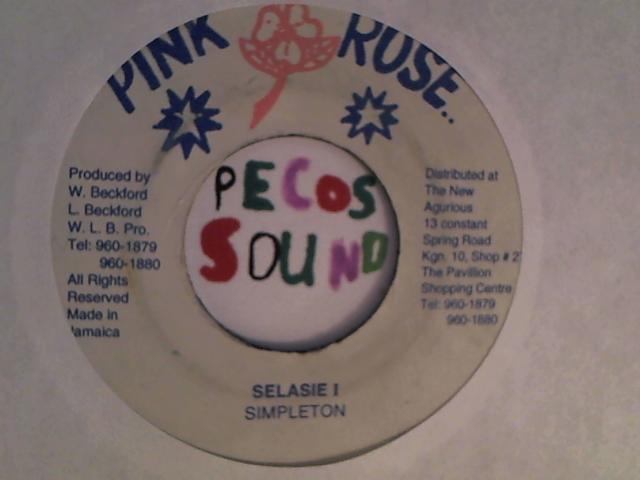 PINK ROSE..
PECOS
SOUND
Produced by
W. Beckford
L. Beckford
W. L. B. Pro.
Tel: 960-1879
960-1880
All Rights
Reserved
Made in
Jamaica
Distributed at
The New
Agurious
13 constant
Spring Road
Kgn. 10, Shop # 2
The Pavillion
Shopping Centre
Tel: 960-1879
960-1880
SELASIE I
SIMPLETON